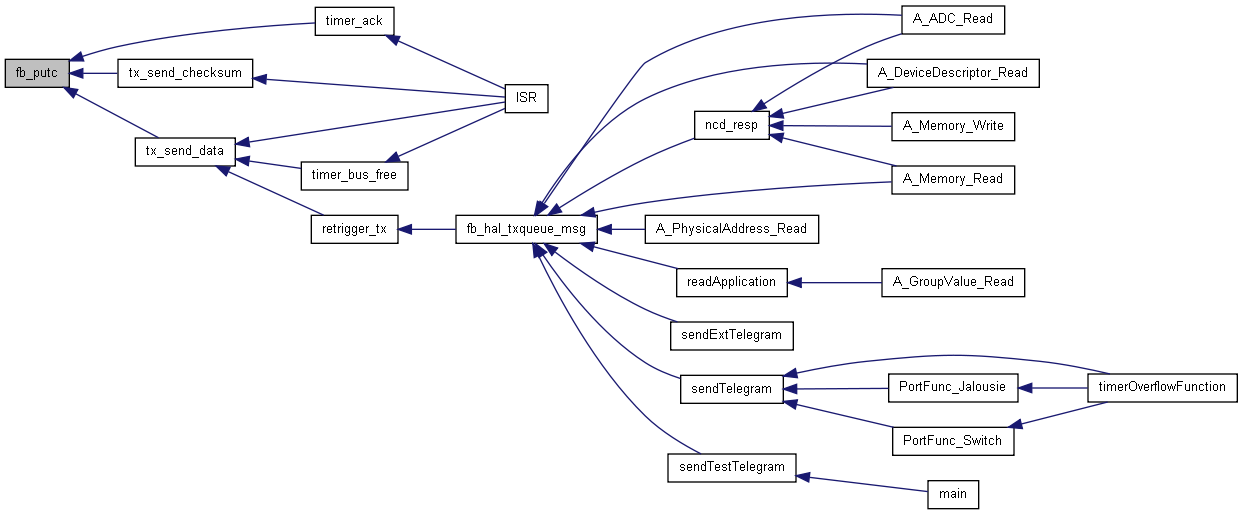 timer_ack
A_ADC_Read
fb_putc
tx_send_checksum
A_DeviceDescriptor_Read
ISR
ncd_resp
A_Memory_Write
tx_send_data
timer_bus_free
A_Memory_Read
retrigger_tx
fb_hal_txqueue_msg
A_PhysicalAddress_Read
readApplication
A_GroupValue_Read
sendExtTelegram
sendTelegram
PortFunc_Jalousie
timerOverflowFunction
PortFunc_Switch
sendTestTelegram
main